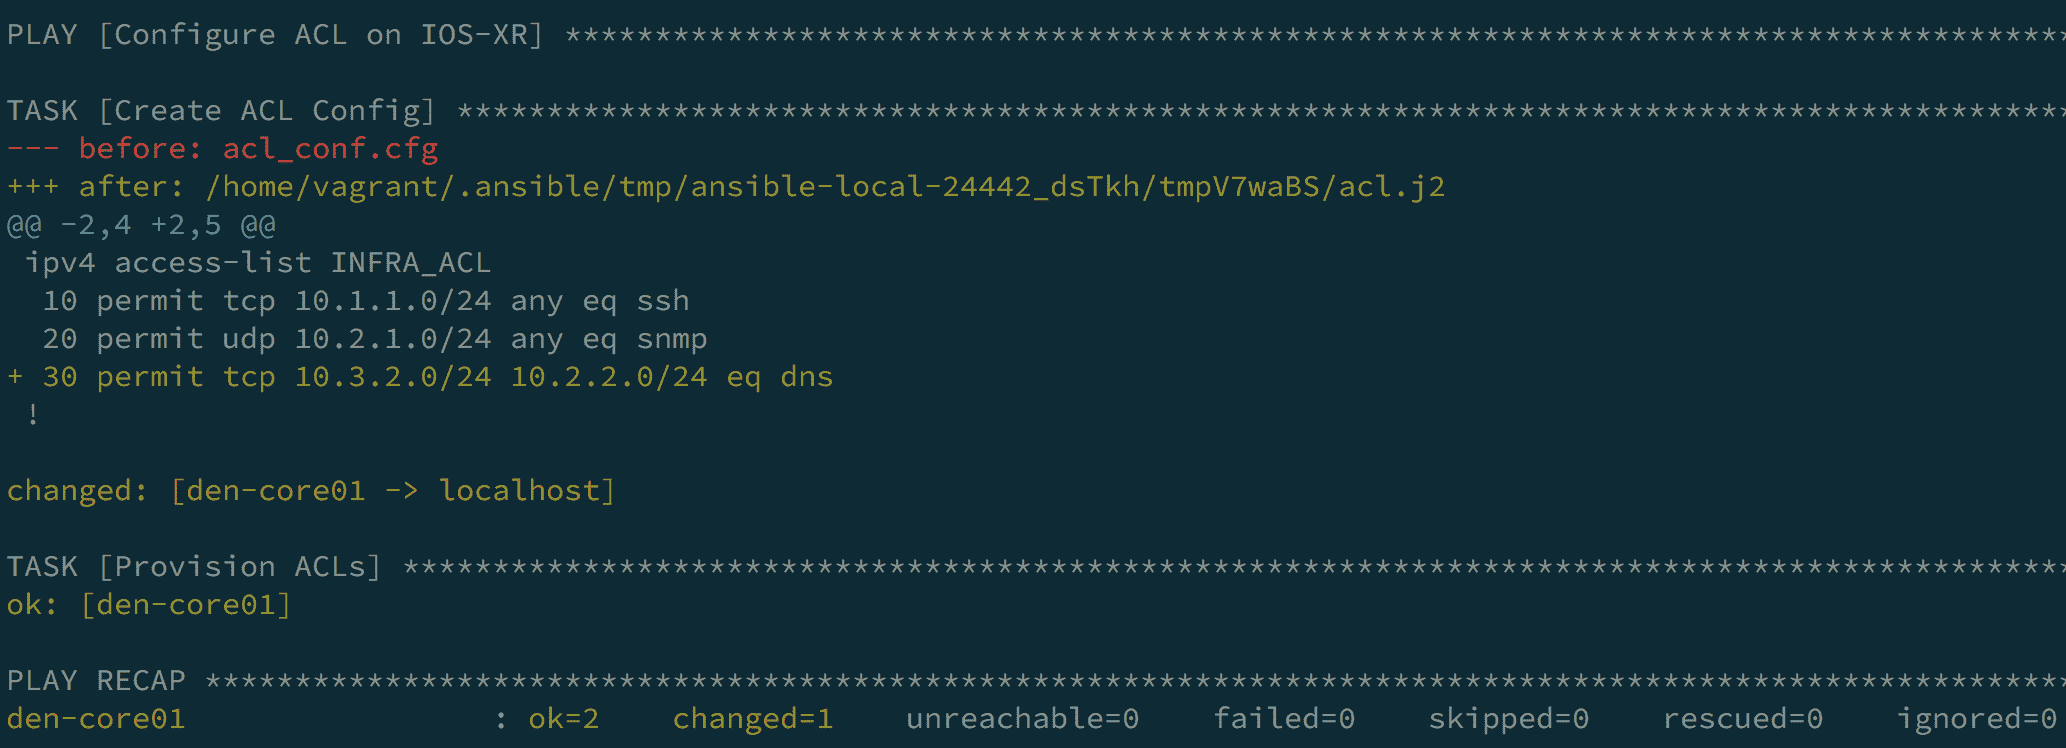 PLAY [Configure ACL on IOS-XR] ***********************************************************************************
TASK [Create ACL Config] *****************************************************************************************
--- before: acl_conf.cfg
+++ after: /home/vagrant/.ansible/tmp/ansible-local-24442_dsTkh/tmpV7waBS/acl.j2
@@ -2,4 +2,5 @@
 ipv4 access-list INFRA_ACL
  10 permit tcp 10.1.1.0/24 any eq ssh
  20 permit udp 10.2.1.0/24 any eq snmp
+ 30 permit tcp 10.3.2.0/24 10.2.2.0/24 eq dns
 !
changed: [den-core01 -> localhost]
TASK [Provision ACLs] ********************************************************************************************
ok: [den-core01]
PLAY RECAP *******************************************************************************************************
den-core01                 : ok=2    changed=1    unreachable=0    failed=0    skipped=0    rescued=0    ignored=0